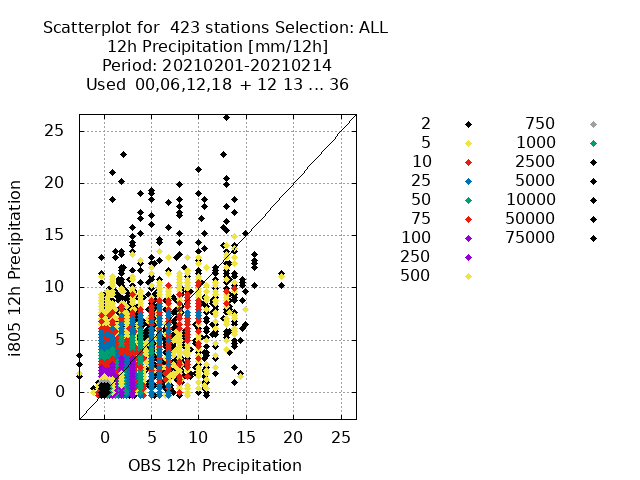 Scatterplot for  423 stations Selection: ALL
12h Precipitation [mm/12h]
Period: 20210201-20210214
Used  00,06,12,18 + 12 13 ... 36
i805 12h Precipitation
25
20
15
10
5
0
0 5 10 15 20 25
OBS 12h Precipitation
2 750
5 1000
10 2500
25 5000
50 10000
75 50000
100 75000
250
500